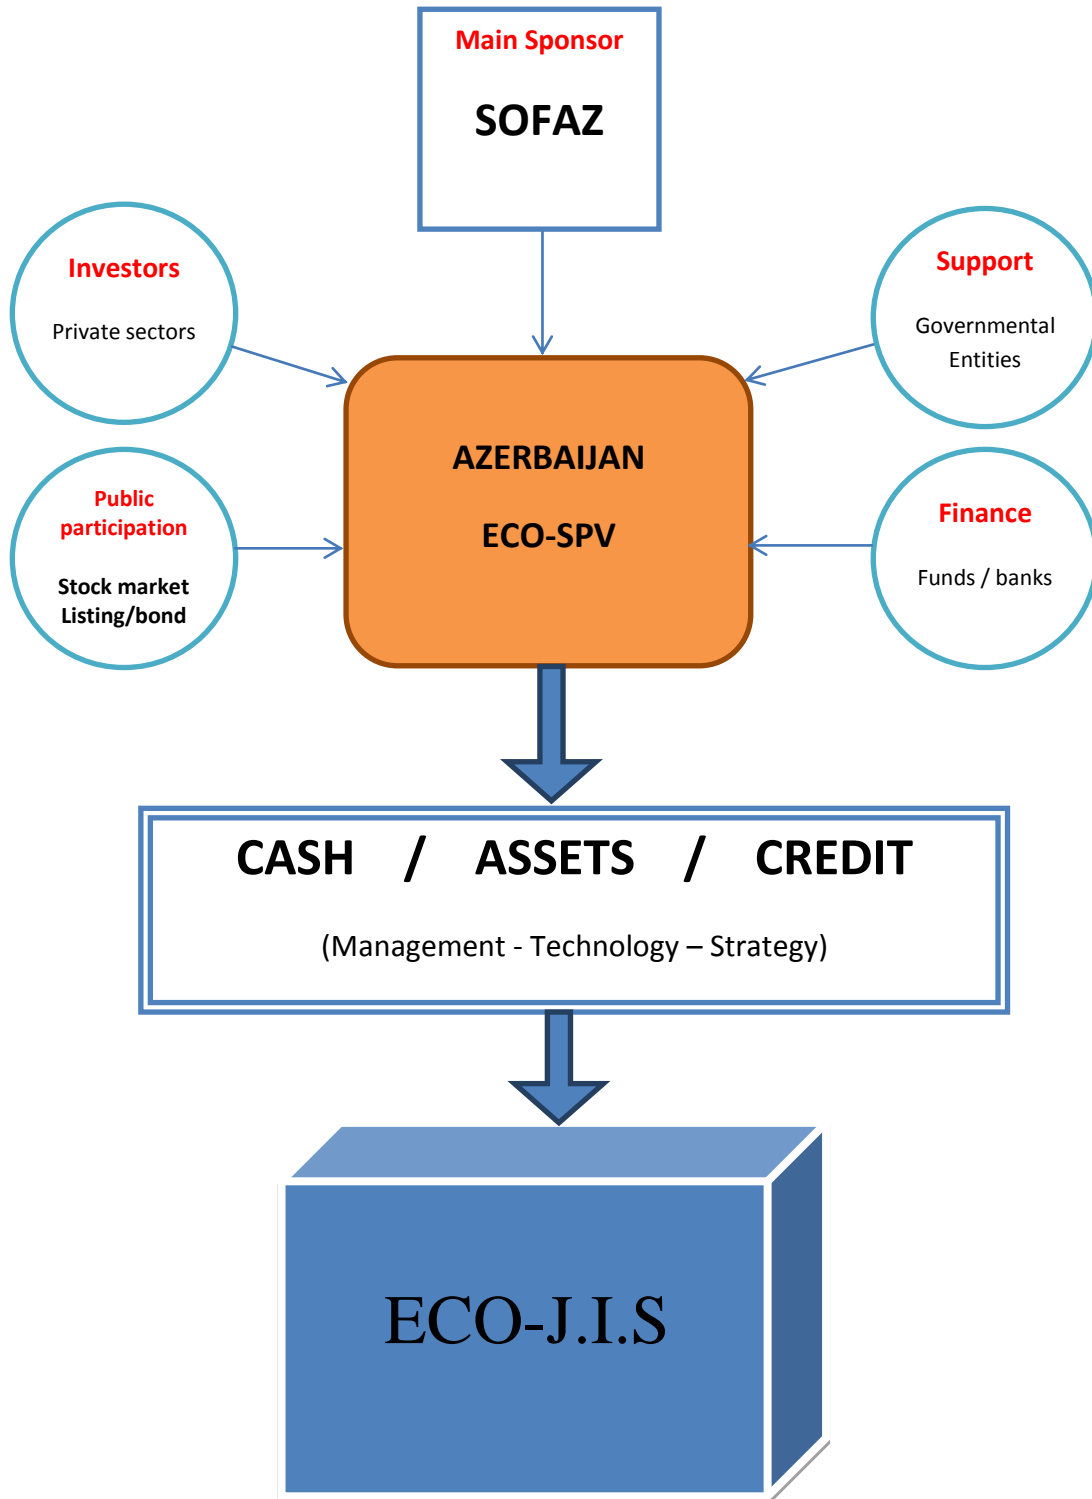 Main Sponsor
SOFAZ
Investors
Private sectors
Support
Governmental
Entities
Public
participation
Stock market
Listing/bond
AZERBAIJAN
ECO-SPV
Finance
Funds / banks
CASH / ASSETS / CREDIT
(Management - Technology – Strategy)
ECO-J.I.S